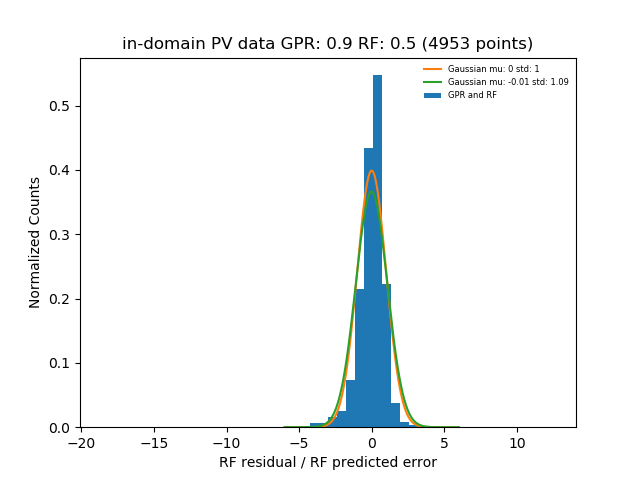 in-domain PV data GPR: 0.9 RF: 0.5 (4953 points)
Gaussian mu: 0 std: 1
Gaussian mu: -0.01 std: 1.09
GPR and RF
Normalized Counts
0.5
0.4
0.3
0.2
0.1
0.0
−20 −15 −10 −5 0 5 10
RF residual / RF predicted error